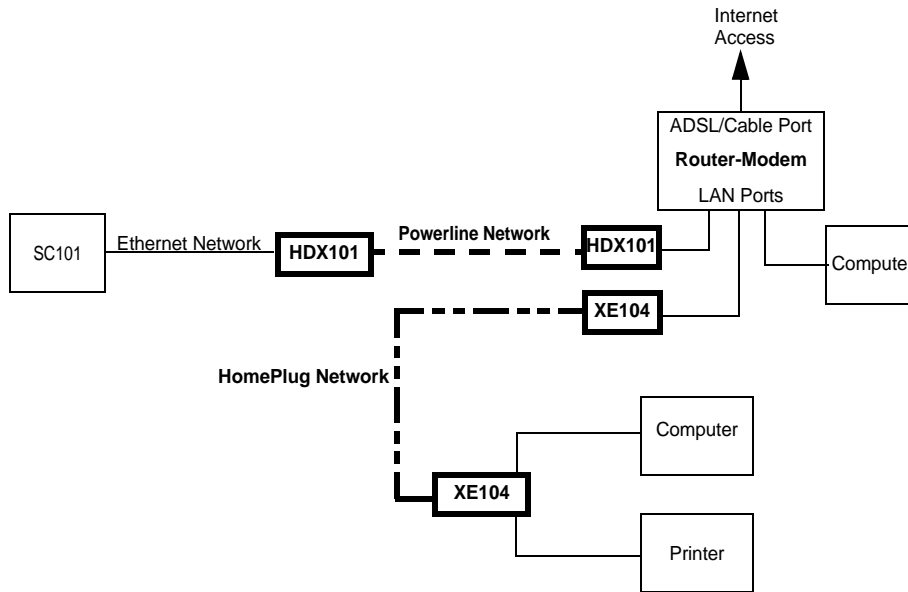 Internet
Access
ADSL/Cable Port
Router-Modem
LAN Ports
SC101
Ethernet Network
HDX101
Powerline Network
HDX101
Compute
XE104
HomePlug Network
Computer
XE104
Printer